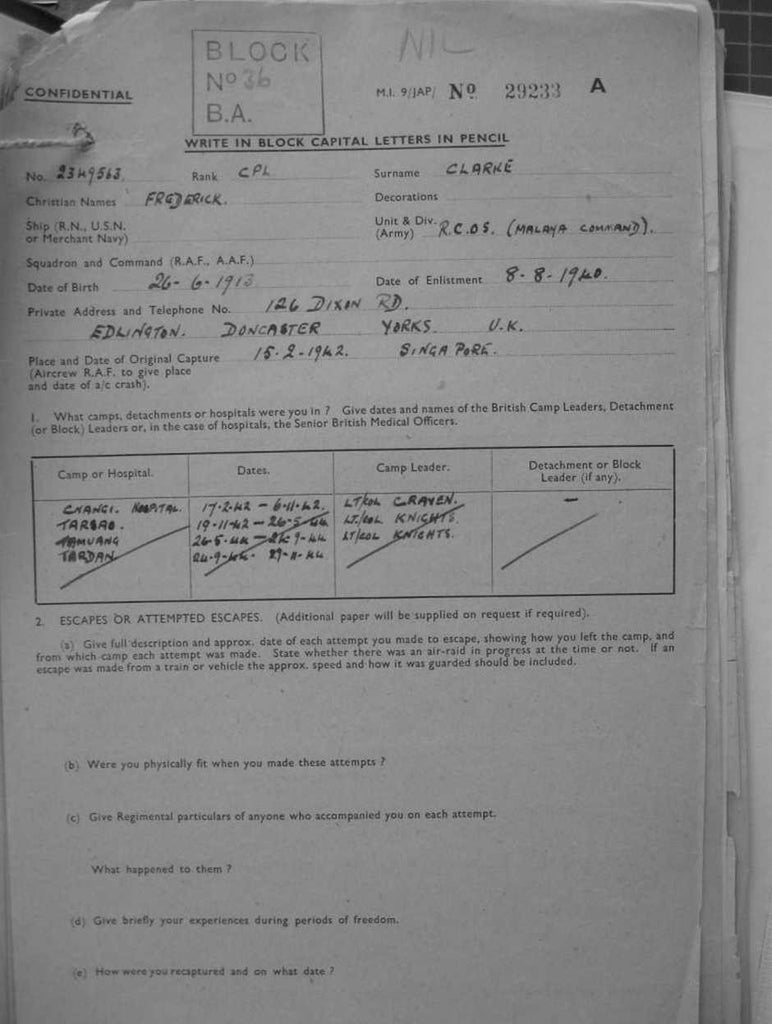 BLOCK
Nº 36
B.A.
NIL
CONFIDENTIAL
M.I. 9/JAP/ Nº 29233 A
WRITE IN BLOCK CAPITAL LETTERS IN PENCIL
No. 2349563. Rank CPL Surname CLARKE
Christian Names FREDERICK. Decorations
Ship (R.N., U.S.N. or Merchant Navy)
Unit & Div. (Army) R.C.O.S. (MALAYA COMMAND).
Squadron and Command (R.A.F., A.A.F.)
Date of Birth 26-6-1913 Date of Enlistment 8-8-1940.
Private Address and Telephone No. 126 DIXON RD.
EDLINGTON. DONCASTER YORKS. U.K.
Place and Date of Original Capture 15-2-1942. SINGAPORE.
(Aircrew R.A.F. to give place
and date of a/c crash).
1. What camps, detachments or hospitals were you in ? Give dates and names of the British Camp Leaders, Detachment
(or Block) Leaders or, in the case of hospitals, the Senior British Medical Officers.
Camp or Hospital. Dates. Camp Leader. Detachment or Block
Leader (if any).
CHANGI. HOSPITAL. 17-2-42 - 6-11-42. LT/COL CRAVEN. —
TARSAO. 19-11-42 - 26-5-44 LT/COL KNIGHTS.
TAMUANG 26-5-44 - 9-44 LT/COL KNIGHTS.
TARDAN 24-9-44. 29-11-44
2. ESCAPES OR ATTEMPTED ESCAPES. (Additional paper will be supplied on request if required).
(a) Give full description and approx. date of each attempt you made to escape, showing how you left the camp, and
from which camp each attempt was made. State whether there was an air-raid in progress at the time or not. If an
escape was made from a train or vehicle the approx. speed and how it was guarded should be included.
(b) Were you physically fit when you made these attempts ?
(c) Give Regimental particulars of anyone who accompanied you on each attempt.
What happened to them ?
(d) Give briefly your experiences during periods of freedom.
(e) How were you recaptured and on what date ?